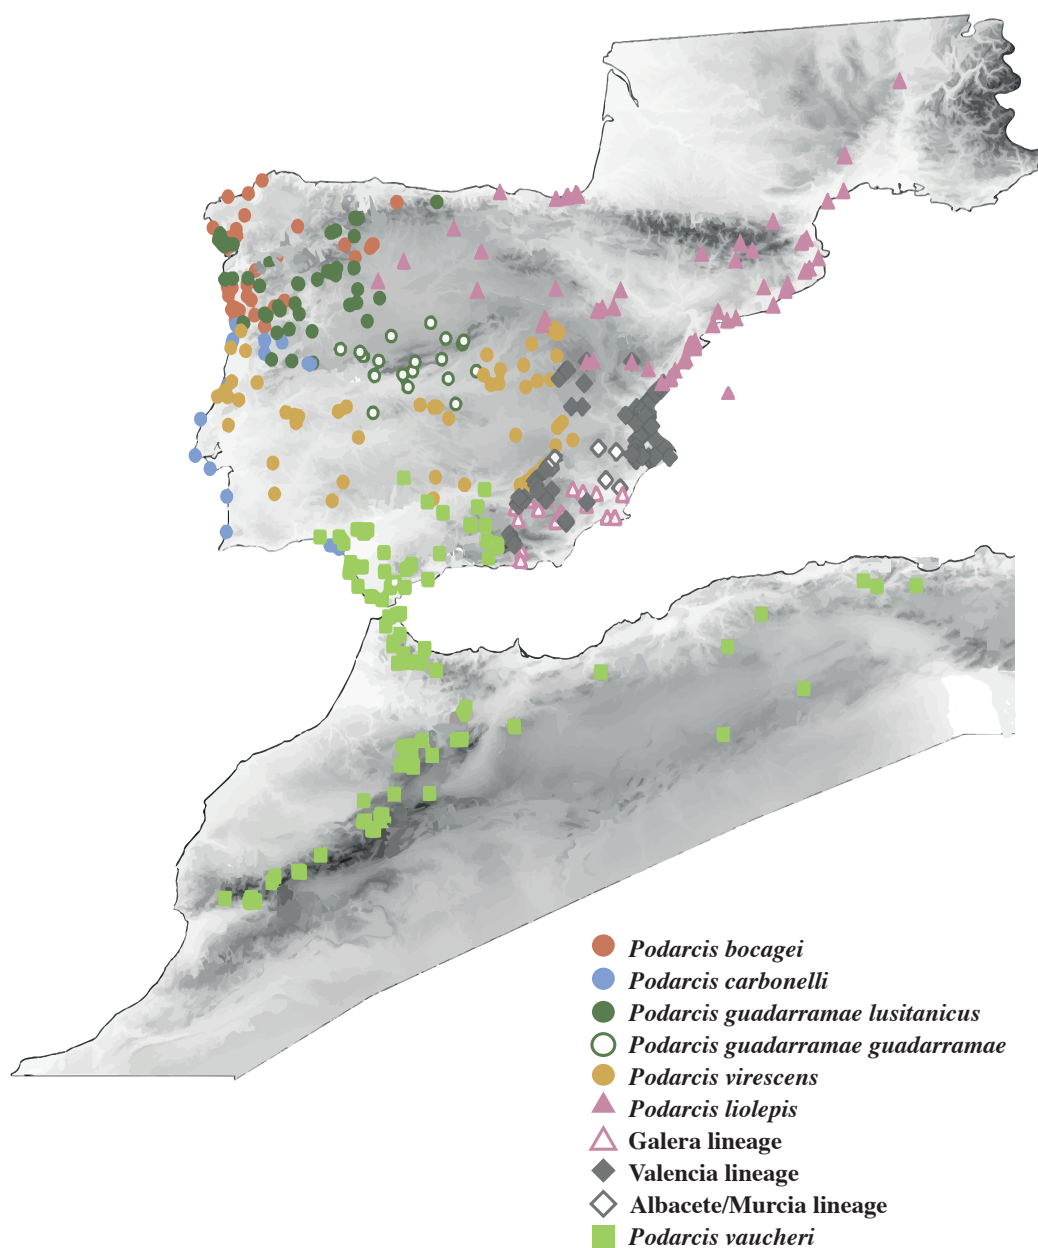 Podarcis bocagei
Podarcis carbonelli
Podarcis guadarramae lusitanicus
Podarcis guadarramae guadarramae
Podarcis virescens
Podarcis liolepis
Galera lineage
Valencia lineage
Albacete/Murcia lineage
Podarcis vaucheri